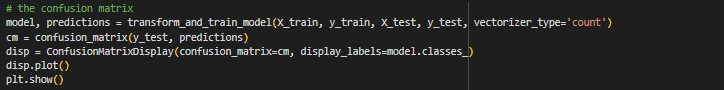 # the confusion matrix
model, predictions = transform_and_train_model(X_train, y_train, X_test, y_test, vectorizer_type='count')
cm = confusion_matrix(y_test, predictions)
disp = ConfusionMatrixDisplay(confusion_matrix=cm, display_labels=model.classes_)
disp.plot()
plt.show()